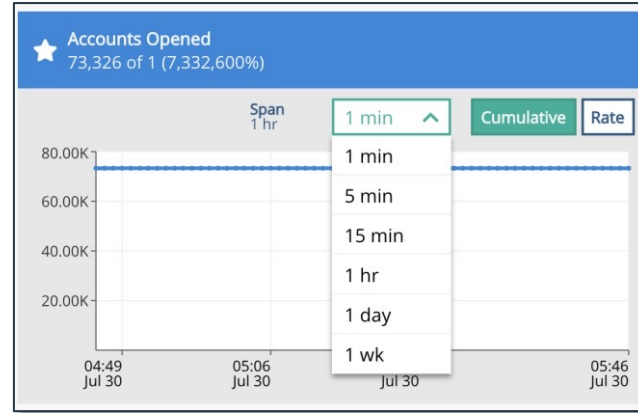 Accounts Opened
73,326 of 1 (7,332,600%)
Span
1 hr
1 min
Cumulative
Rate
1 min
5 min
15 min
1 hr
1 day
1 wk
80.00K
60.00K
40.00K
20.00K
04:49
Jul 30
05:06
Jul 30
Jul 30
05:46
Jul 30